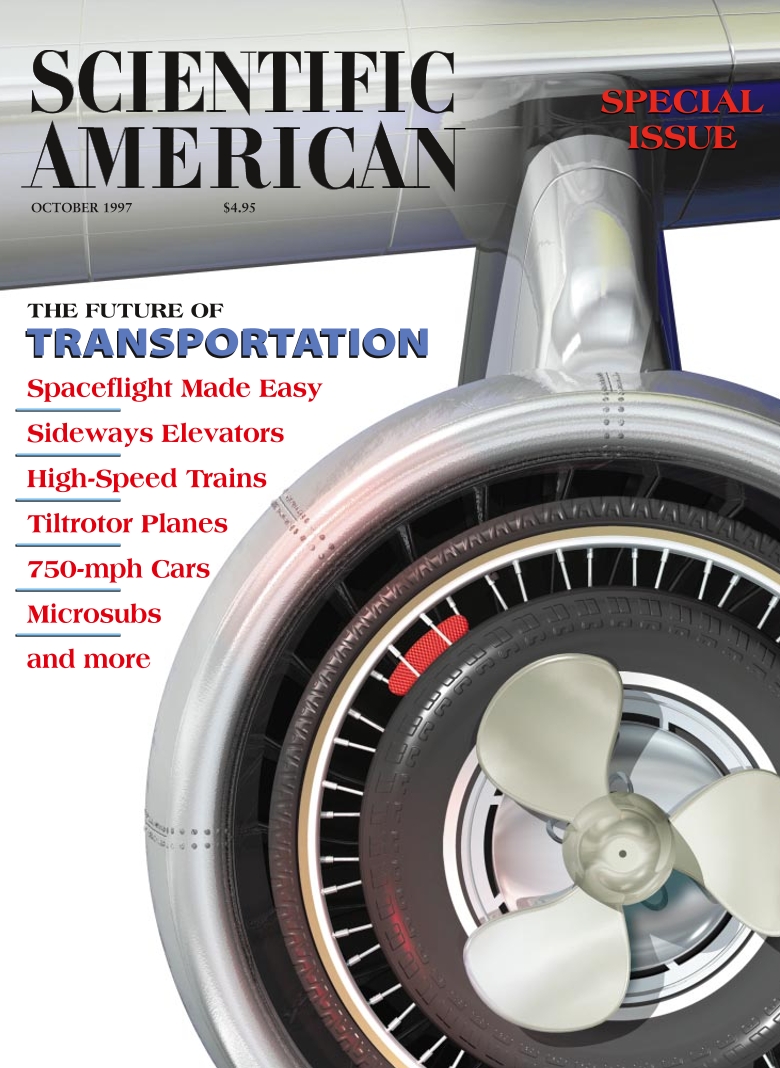 SCIENTIFIC
AMERICAN
SPECIAL
ISSUE
OCTOBER 1997 $4.95
THE FUTURE OF
TRANSPORTATION
Spaceflight Made Easy
Sideways Elevators
High-Speed Trains
Tiltrotor Planes
750-mph Cars
Microsubs
and more